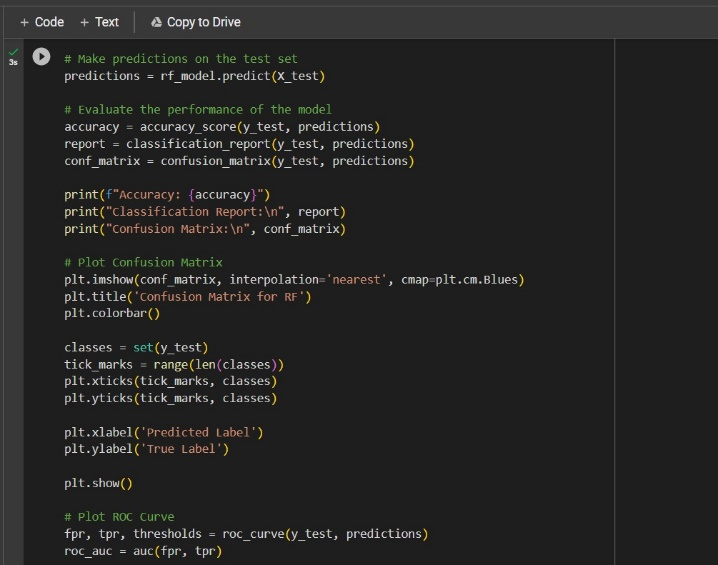 + Code + Text Copy to Drive
3s
# Make predictions on the test set
predictions = rf_model.predict(X_test)
# Evaluate the performance of the model
accuracy = accuracy_score(y_test, predictions)
report = classification_report(y_test, predictions)
conf_matrix = confusion_matrix(y_test, predictions)
print(f"Accuracy: {accuracy}")
print("Classification Report:\n", report)
print("Confusion Matrix:\n", conf_matrix)
# Plot Confusion Matrix
plt.imshow(conf_matrix, interpolation='nearest', cmap=plt.cm.Blues)
plt.title('Confusion Matrix for RF')
plt.colorbar()
classes = set(y_test)
tick_marks = range(len(classes))
plt.xticks(tick_marks, classes)
plt.yticks(tick_marks, classes)
plt.xlabel('Predicted Label')
plt.ylabel('True Label')
plt.show()
# Plot ROC Curve
fpr, tpr, thresholds = roc_curve(y_test, predictions)
roc_auc = auc(fpr, tpr)